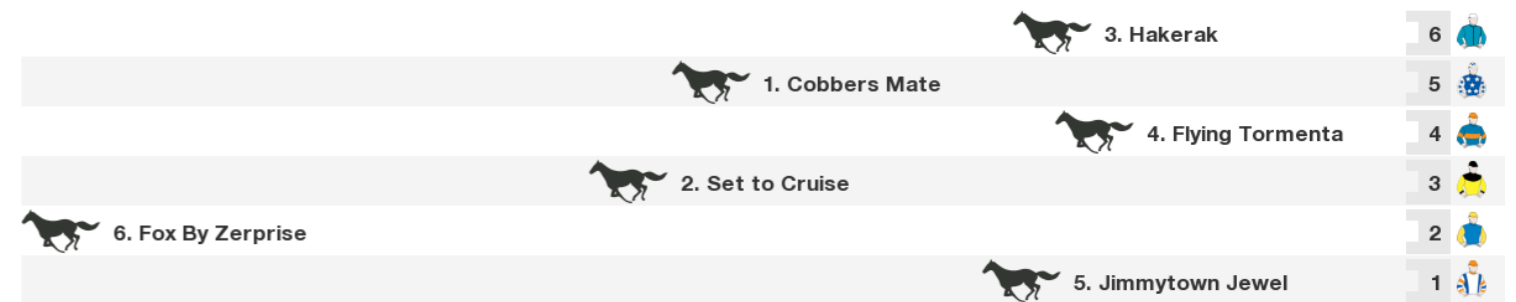 3. Hakerak 6
1. Cobbers Mate 5
4. Flying Tormenta 4
2. Set to Cruise 3
6. Fox By Zerprise 2
5. Jimmytown Jewel 1